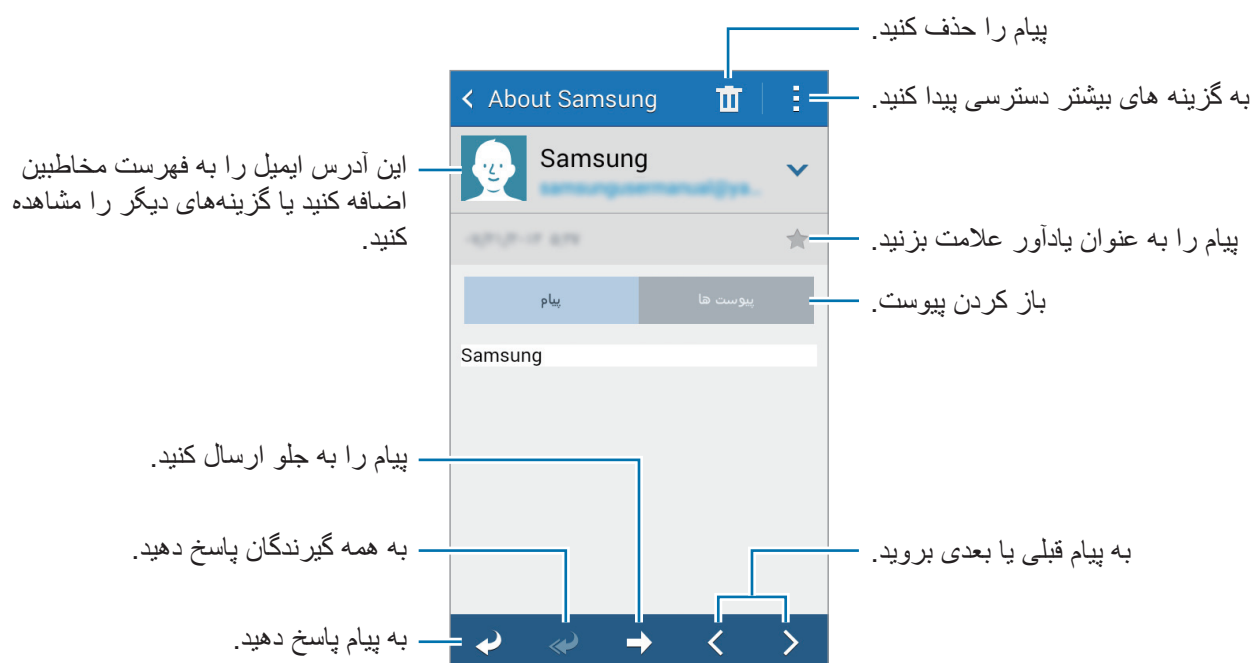 پیام را حذف کنید.
به گزینه های بیشتر دسترسی پیدا کنید.
About Samsung
Samsung
این آدرس ایمیل را به فهرست مخاطبین
اضافه کنید یا گزینه‌های دیگر را مشاهده
کنید.
پیام را به عنوان یادآور علامت بزنید.
پیوست ها
پیام
باز کردن پیوست.
Samsung
پیام را به جلو ارسال کنید.
به همه گیرندگان پاسخ دهید.
به پیام قبلی یا بعدی بروید.
به پیام پاسخ دهید.